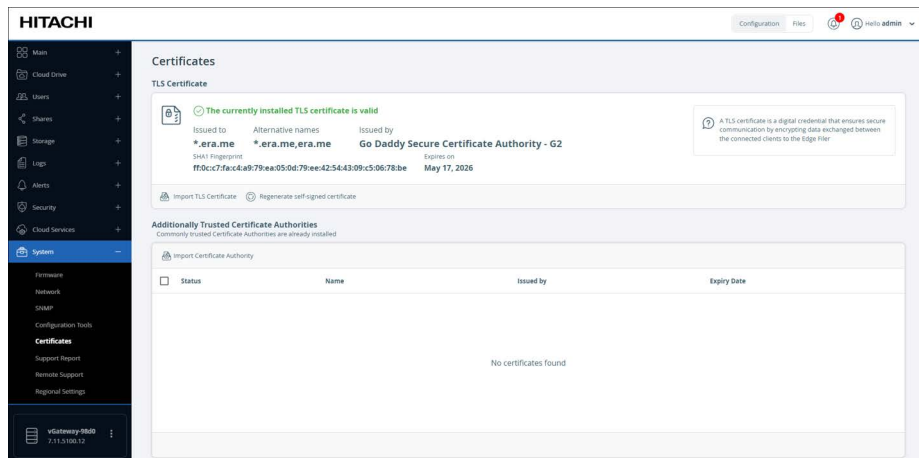 HITACHI
Configuration Files 1 Hello admin
Main
Cloud Drive
Users
Shares
Storage
Logs
Alerts
Security
Cloud Services
System
Firmware
Network
SNMP
Configuration Tools
Certificates
Support Report
Remote Support
Regional Settings
vGateway-98d0
7.11.5100.12
Certificates
TLS Certificate
The currently installed TLS certificate is valid
Issued to Alternative names Issued by
*.era.me *.era.me,era.me Go Daddy Secure Certificate Authority - G2
SHA1 Fingerprint Expires on
ff:0c:c7:fa:c4:a9:79:ea:05:0d:79:ee:42:54:43:09:c5:06:78:be May 17, 2026
A TLS certificate is a digital credential that ensures secure
communication by encrypting data exchanged between
the connected clients to the Edge Filer
Import TLS Certificate Regenerate self-signed certificate
Additionally Trusted Certificate Authorities
Commonly trusted Certificate Authorities are already installed
Import Certificate Authority
Status Name Issued by Expiry Date
No certificates found